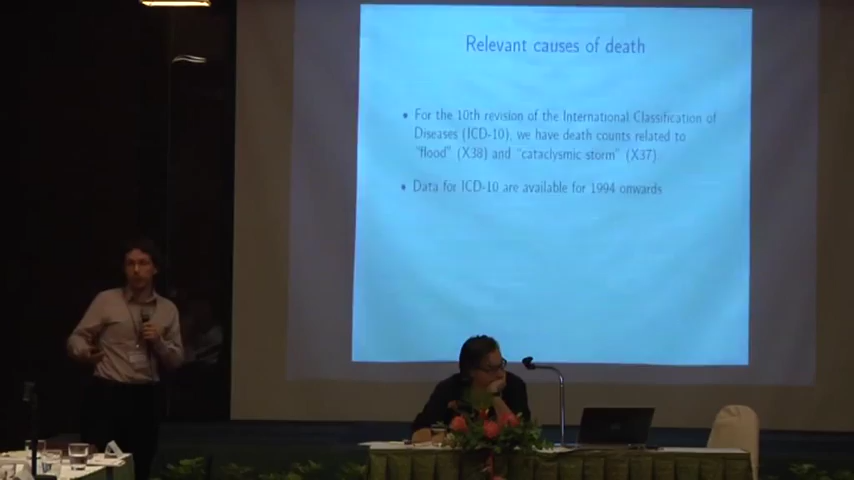 Relevant causes of death
• For the 10th revision of the International Classification of
Diseases (ICD-10), we have death counts related to
"flood" (X38) and "cataclysmic storm" (X37)
• Data for ICD-10 are available for 1994 onwards